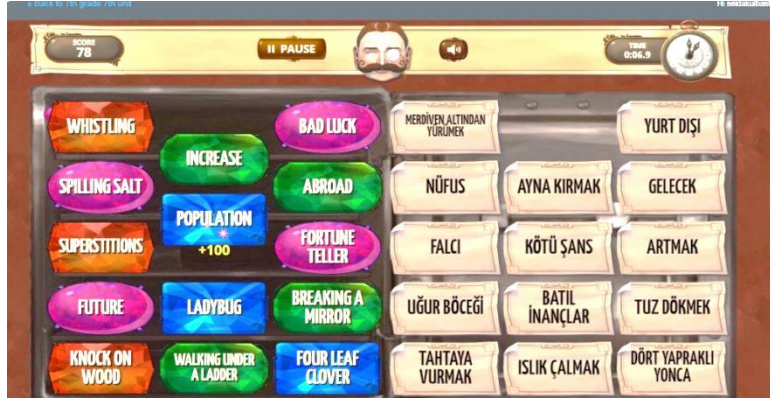 « Back to 7th grade 7th unit
SCORE
78
II PAUSE
TIME
0:06.9
WHISTLING
BAD LUCK
INCREASE
SPILLING SALT
ABROAD
POPULATION
+100
SUPERSTITIONS
FORTUNE
TELLER
FUTURE
LADYBUG
BREAKING A
MIRROR
KNOCK ON
WOOD
WALKING UNDER
A LADDER
FOUR LEAF
CLOVER
MERDİVEN ALTINDAN
YÜRÜMEK
YURT DIŞI
NÜFUS
AYNA KIRMAK
GELECEK
FALCI
KÖTÜ ŞANS
ARTMAK
UĞUR BÖCEĞİ
BATIL
İNANÇLAR
TUZ DÖKMEK
TAHTAYA
VURMAK
ISLIK ÇALMAK
DÖRT YAPRAKLI
YONCA